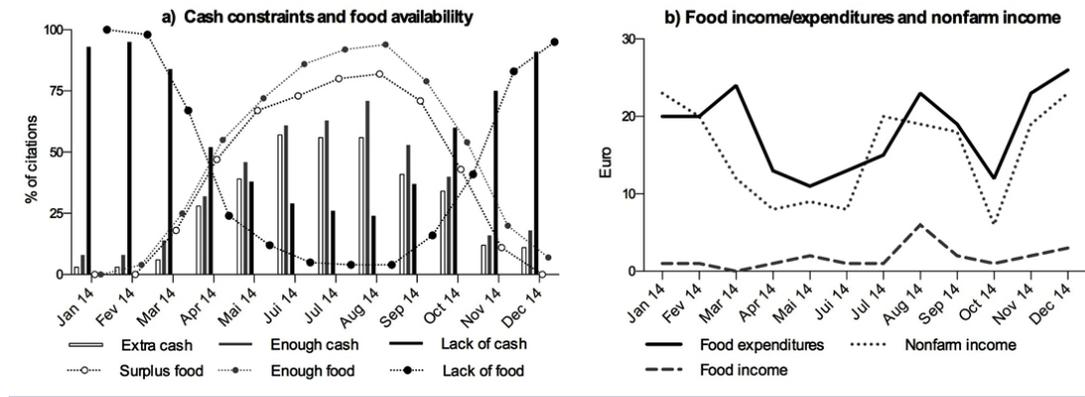 a) Cash constraints and food availabililty
% of citations
100
75
50
25
0
Jan 14
Fev 14
Mar 14
Apr 14
Mai 14
Jui 14
Jul 14
Aug 14
Sep 14
Oct 14
Nov 14
Dec 14
Extra cash Enough cash Lack of cash
Surplus food Enough food Lack of food
b) Food income/expenditures and nonfarm income
Euro
30
20
10
0
Jan 14
Fev 14
Mar 14
Apr 14
Mai 14
Jui 14
Jul 14
Aug 14
Sep 14
Oct 14
Nov 14
Dec 14
Food expenditures Nonfarm income
Food income